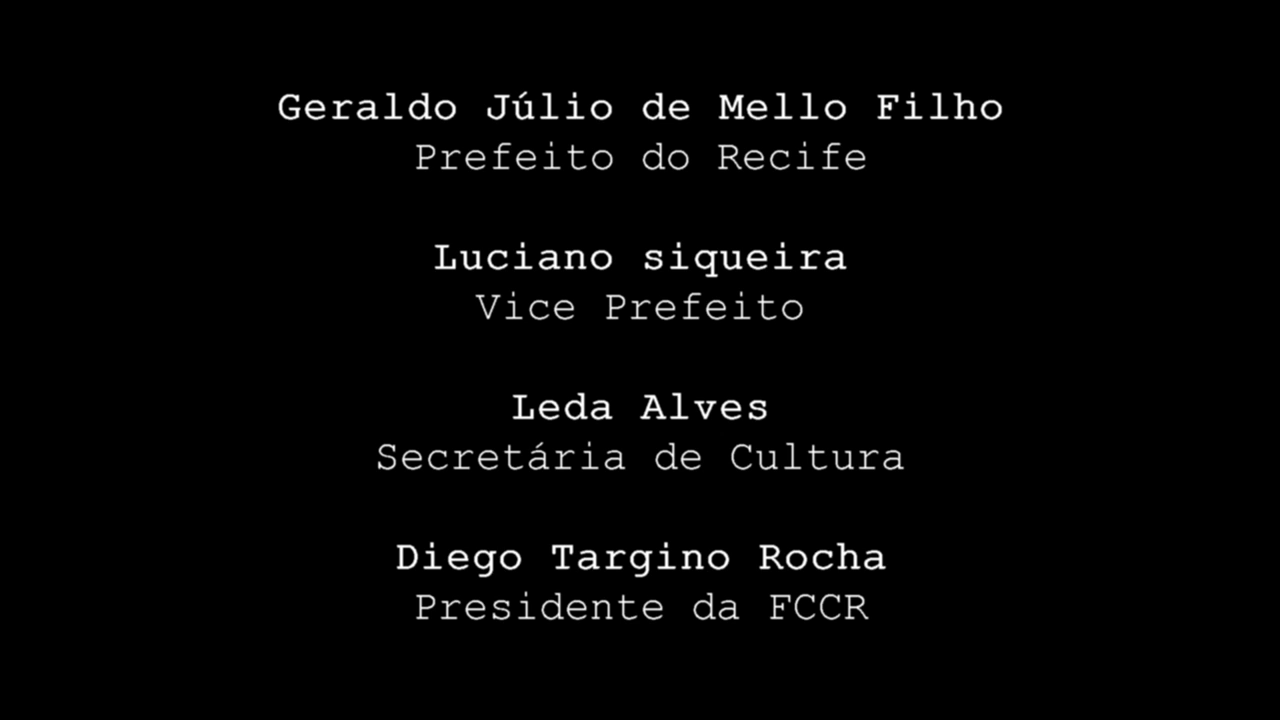 Geraldo Júlio de Mello Filho
Prefeito do Recife
Luciano siqueira
Vice Prefeito
Leda Alves
Secretária de Cultura
Diego Targino Rocha
Presidente da FCCR